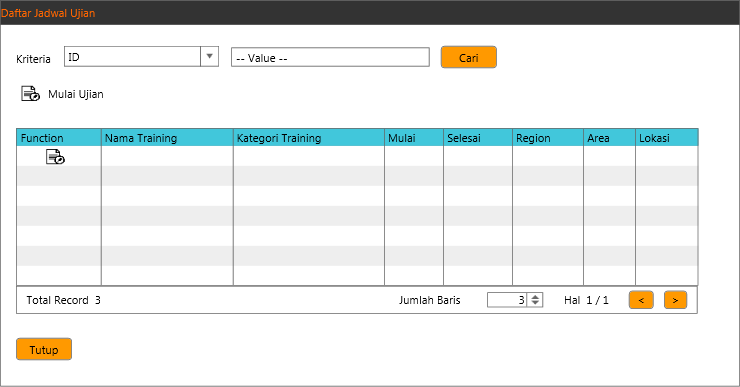 Daftar Jadwal Ujian
Kriteria ID -- Value -- Cari
Mulai Ujian
Function Nama Training Kategori Training Mulai Selesai Region Area Lokasi
Total Record 3 Jumlah Baris 3 Hal 1 / 1 < >
Tutup